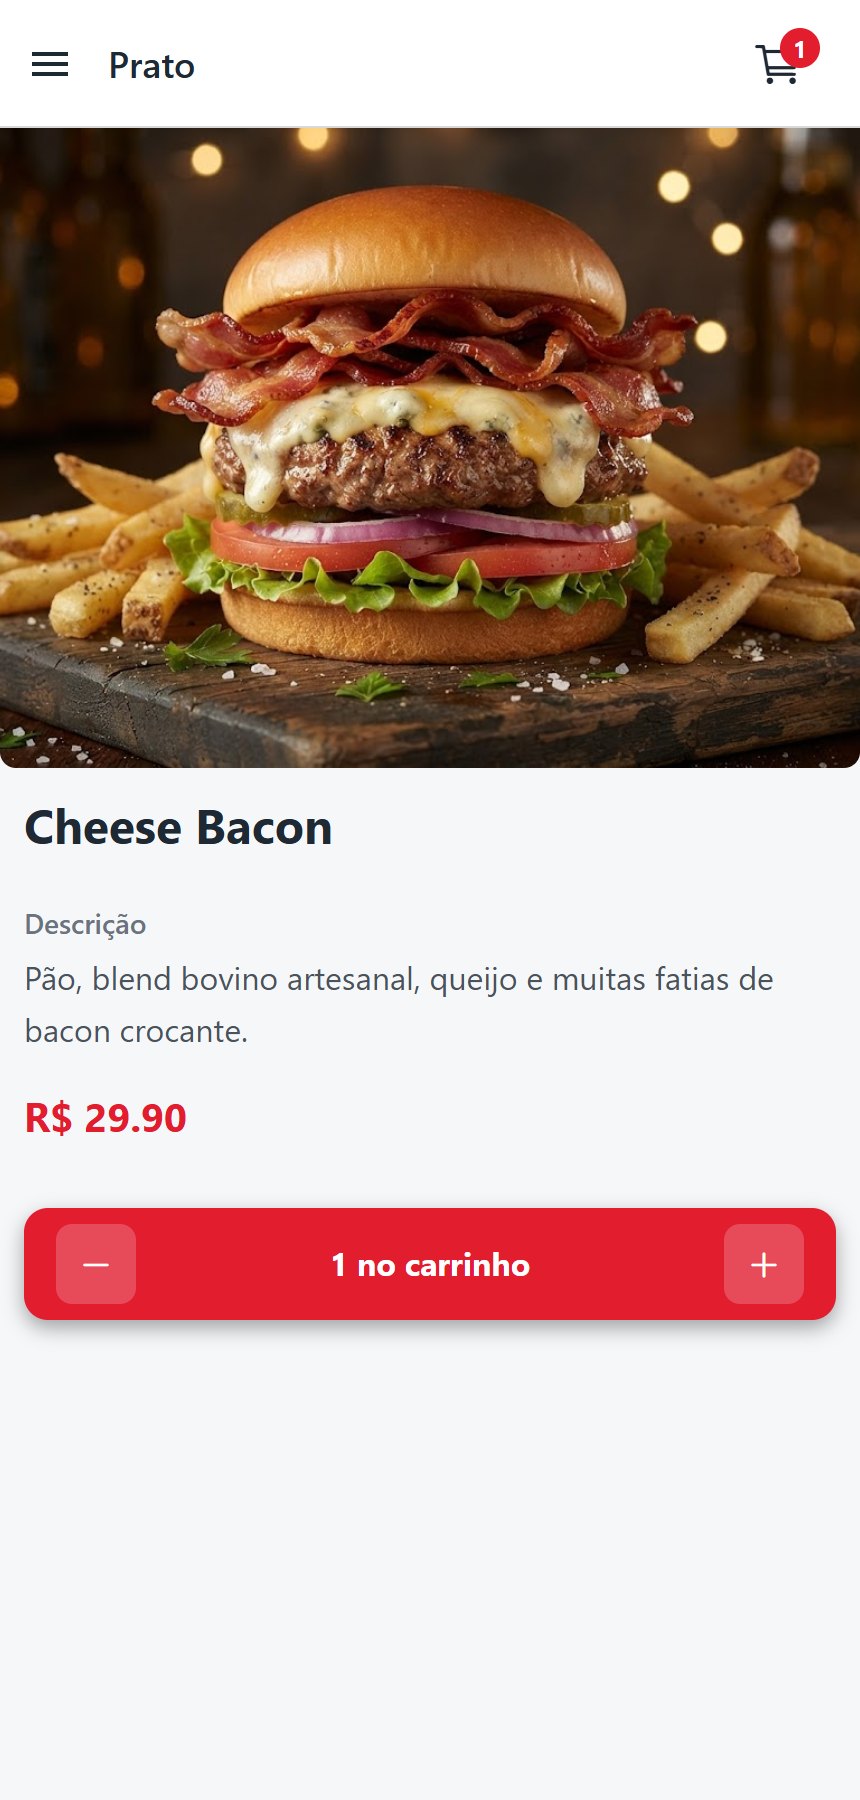 Prato
1
Cheese Bacon
Descrição
Pão, blend bovino artesanal, queijo e muitas fatias de
bacon crocante.
R$ 29.90
1 no carrinho